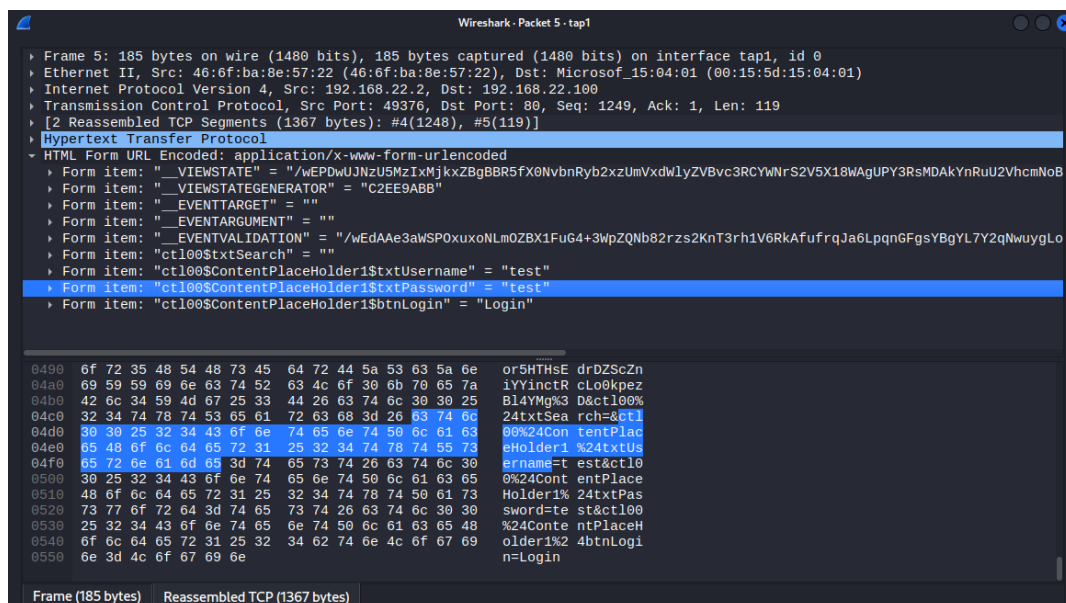 Wireshark · Packet 5 · tap1
Frame 5: 185 bytes on wire (1480 bits), 185 bytes captured (1480 bits) on interface tap1, id 0
Ethernet II, Src: 46:6f:ba:8e:57:22 (46:6f:ba:8e:57:22), Dst: Microsof_15:04:01 (00:15:5d:15:04:01)
Internet Protocol Version 4, Src: 192.168.22.2, Dst: 192.168.22.100
Transmission Control Protocol, Src Port: 49376, Dst Port: 80, Seq: 1249, Ack: 1, Len: 119
[2 Reassembled TCP Segments (1367 bytes): #4(1248), #5(119)]
Hypertext Transfer Protocol
HTML Form URL Encoded: application/x-www-form-urlencoded
Form item: "__VIEWSTATE" = "/wEPDwUJNzU5MzIxMjkxZBgBBR5fX0NvbnRyb2xzUmVxdWlyZVBvc3RCYWNrS2V5X18WAgUPY3RsMDAkYnRuU2VhcmNoB
Form item: "__VIEWSTATEGENERATOR" = "C2EE9ABB"
Form item: "__EVENTTARGET" = ""
Form item: "__EVENTARGUMENT" = ""
Form item: "__EVENTVALIDATION" = "/wEdAAe3aWSPOxuxoNLmOZBX1FuG4+3WpZQNb82rzs2KnT3rh1V6RkAfufrqJa6LpqnGFgsYBgYL7Y2qNwuygLo
Form item: "ctl00$txtSearch" = ""
Form item: "ctl00$ContentPlaceHolder1$txtUsername" = "test"
Form item: "ctl00$ContentPlaceHolder1$txtPassword" = "test"
Form item: "ctl00$ContentPlaceHolder1$btnLogin" = "Login"
0490 6f 72 35 48 54 48 73 45 64 72 44 5a 53 63 5a 6e or5HTHsE drDZScZn
04a0 69 59 59 69 6e 63 74 52 63 4c 6f 30 6b 70 65 7a iYYinctR cLo0kpez
04b0 42 6c 34 59 4d 67 25 33 44 26 63 74 6c 30 30 25 Bl4YMg%3 D&ctl00%
04c0 32 34 74 78 74 53 65 61 72 63 68 3d 26 63 74 6c 24txtSea rch=&ctl
04d0 30 30 25 32 34 43 6f 6e 74 65 6e 74 50 6c 61 63 00%24Con tentPlac
04e0 65 48 6f 6c 64 65 72 31 25 32 34 74 78 74 55 73 eHolder1 %24txtUs
04f0 65 72 6e 61 6d 65 3d 74 65 73 74 26 63 74 6c 30 ername=t est&ctl0
0500 30 25 32 34 43 6f 6e 74 65 6e 74 50 6c 61 63 65 0%24Cont entPlace
0510 48 6f 6c 64 65 72 31 25 32 34 74 78 74 50 61 73 Holder1% 24txtPas
0520 73 77 6f 72 64 3d 74 65 73 74 26 63 74 6c 30 30 sword=te st&ctl00
0530 25 32 34 43 6f 6e 74 65 6e 74 50 6c 61 63 65 48 %24Conte ntPlaceH
0540 6f 6c 64 65 72 31 25 32 34 62 74 6e 4c 6f 67 69 older1%2 4btnLogi
0550 6e 3d 4c 6f 67 69 6e n=Login
Frame (185 bytes) Reassembled TCP (1367 bytes)